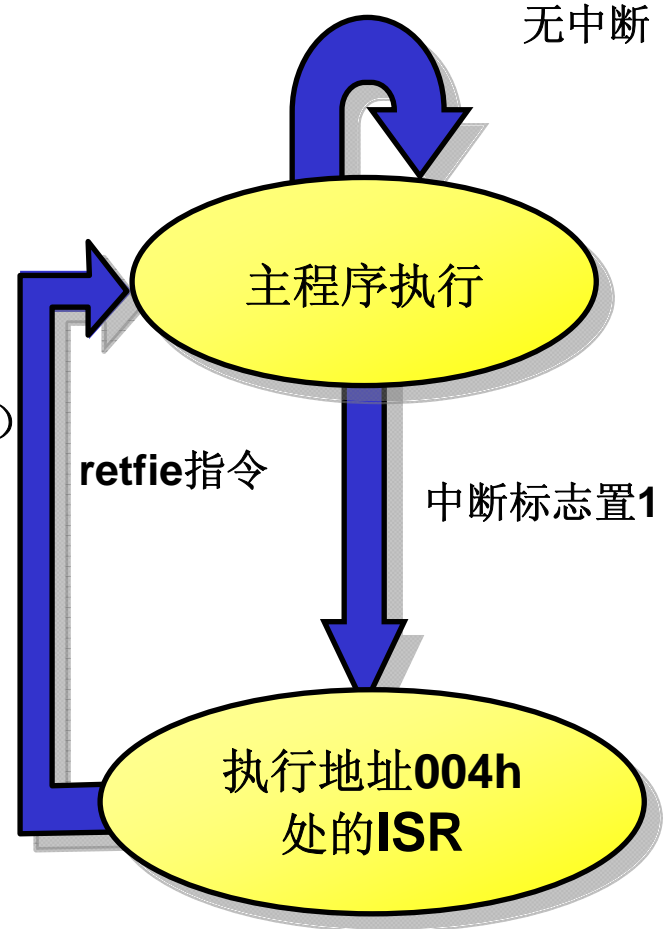 无中断
主程序执行
)
retfie指令
中断标志置1
执行地址004h
处的ISR